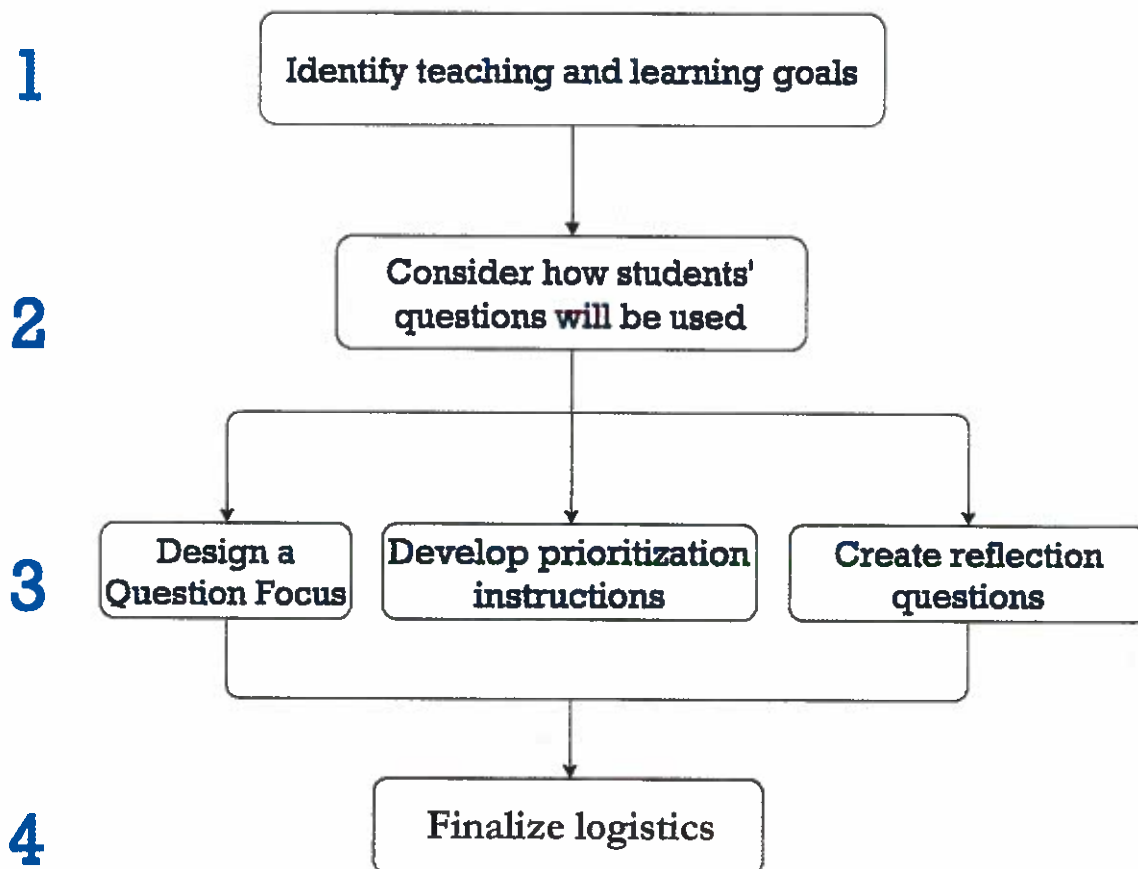 1
Identify teaching and learning goals
2
Consider how students'
questions will be used
3
Design a
Question Focus
Develop prioritization
instructions
Create reflection
questions
4
Finalize logistics